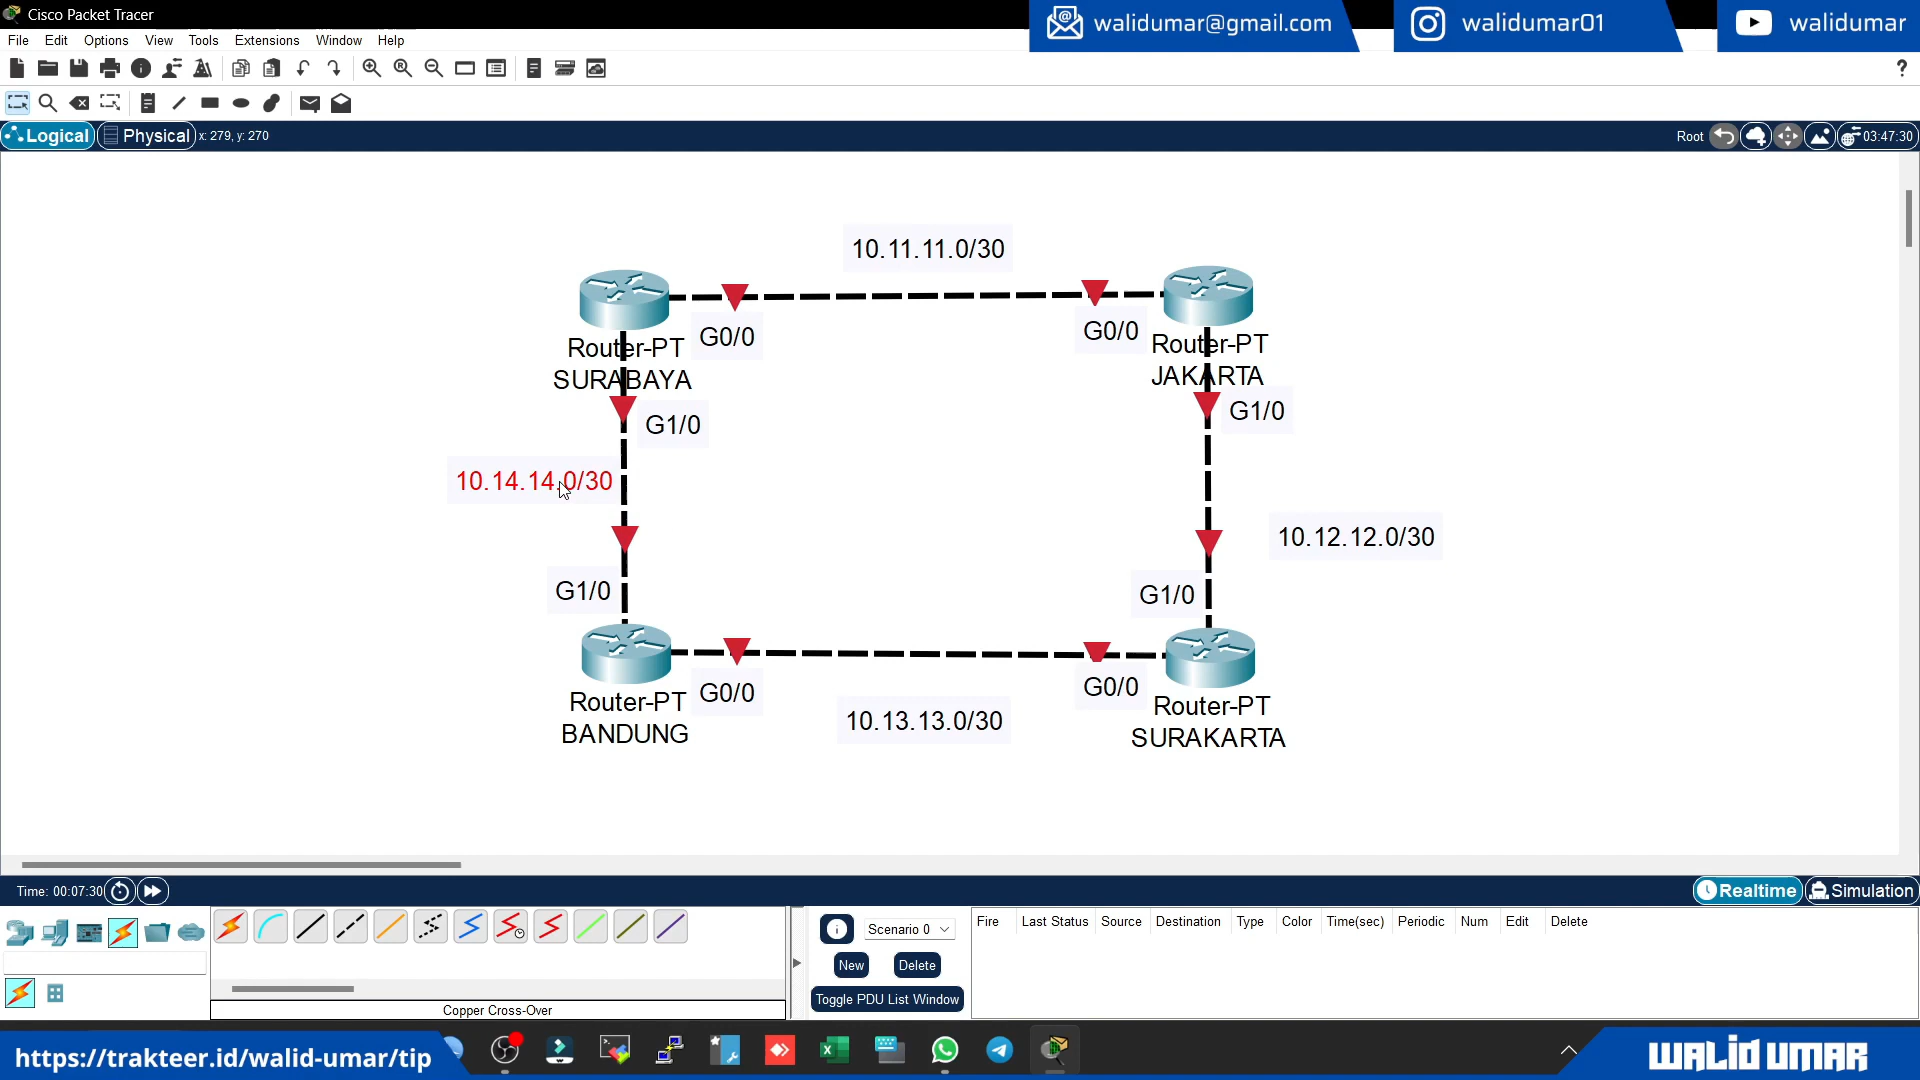 Cisco Packet Tracer
walidumar@gmail.com
walidumar01
walidumar
File Edit Options View Tools Extensions Window Help
?
Logical Physical x: 279, y: 270
Root 03:47:30
10.11.11.0/30
G0/0
G0/0
Router-PT
SURABAYA
Router-PT
JAKARTA
G1/0
G1/0
10.14.14.0/30
10.12.12.0/30
G1/0
G1/0
G0/0
G0/0
Router-PT
BANDUNG
10.13.13.0/30
Router-PT
SURAKARTA
Time: 00:07:30
Realtime Simulation
Scenario 0
New Delete
Toggle PDU List Window
Fire Last Status Source Destination Type Color Time(sec) Periodic Num Edit Delete
Copper Cross-Over
https://trakteer.id/walid-umar/tip
WALID UMAR